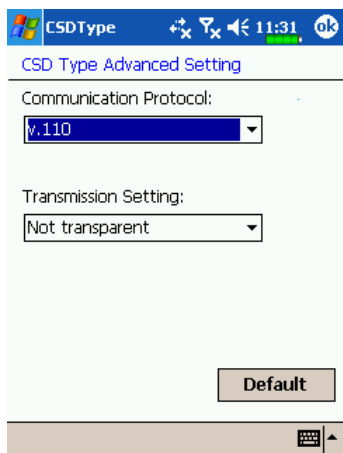 CSDType 11:31 ok
CSD Type Advanced Setting
Communication Protocol:
v.110
Transmission Setting:
Not transparent
Default